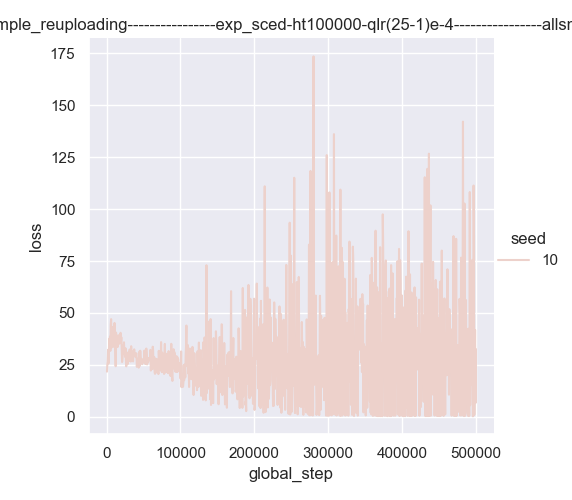 mple_reuploading----------------exp_sced-ht100000-qlr(25-1)e-4----------------allsr
175
150
125
100
75
50
25
0
loss
0 100000 200000 300000 400000 500000
global_step
seed
10